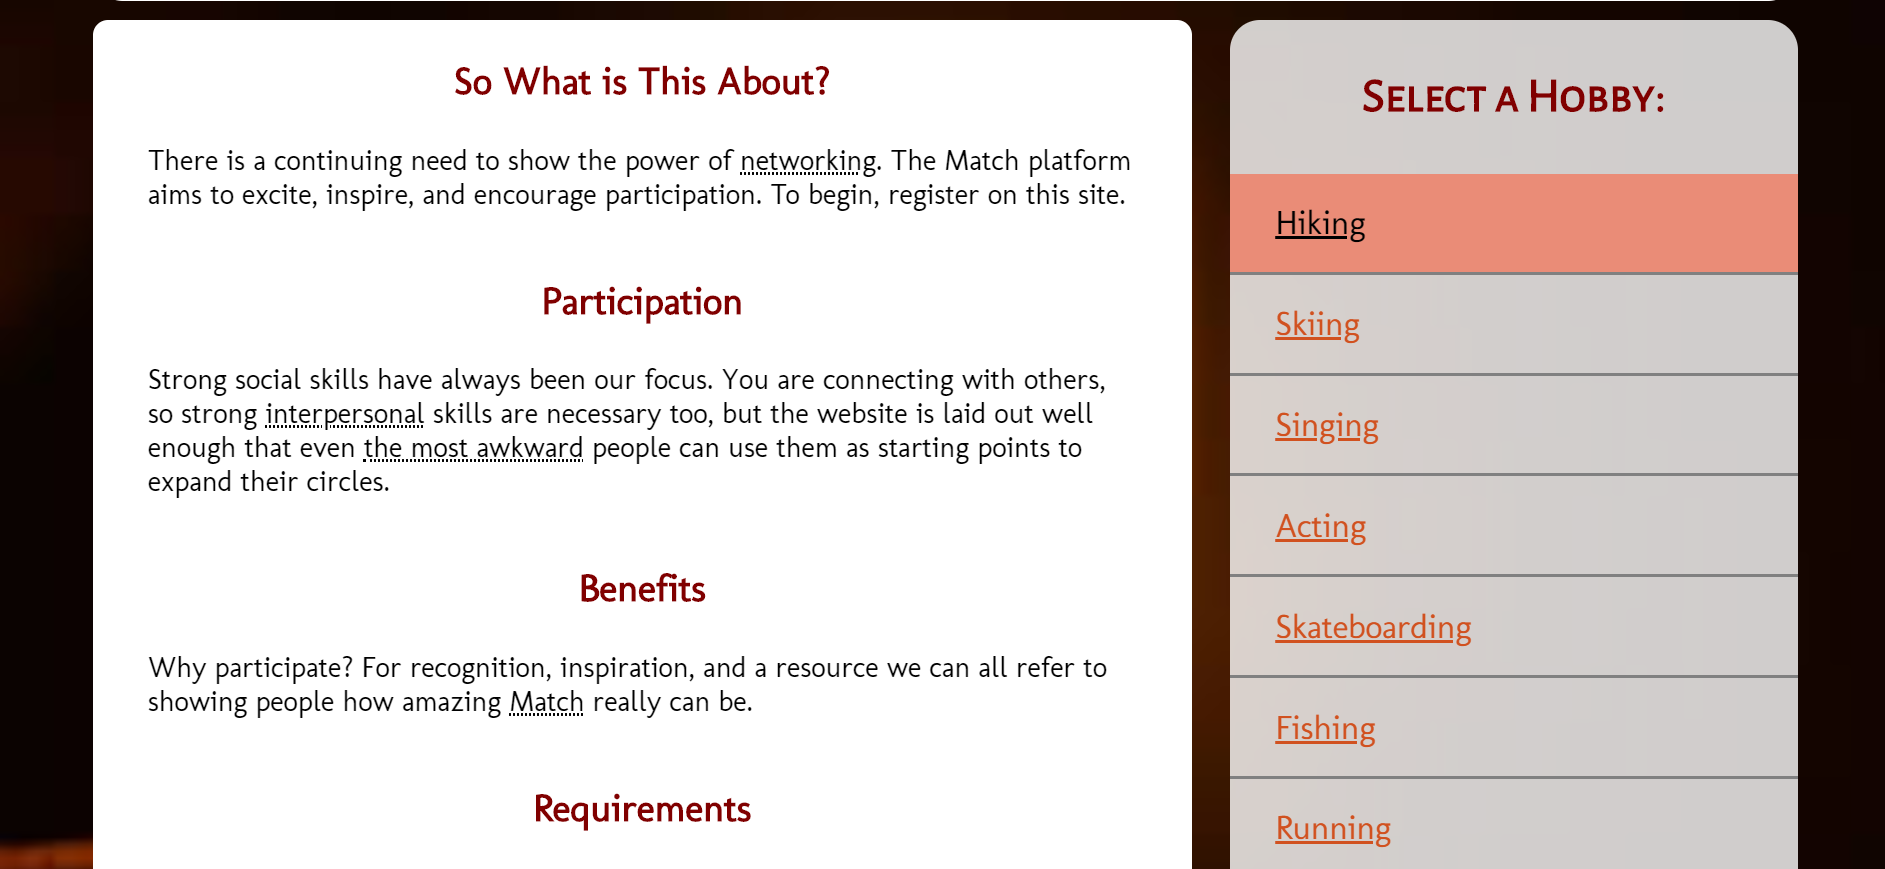 So What is This About?
There is a continuing need to show the power of networking. The Match platform
aims to excite, inspire, and encourage participation. To begin, register on this site.
Participation
Strong social skills have always been our focus. You are connecting with others,
so strong interpersonal skills are necessary too, but the website is laid out well
enough that even the most awkward people can use them as starting points to
expand their circles.
Benefits
Why participate? For recognition, inspiration, and a resource we can all refer to
showing people how amazing Match really can be.
Requirements
Select a Hobby:
Hiking
Skiing
Singing
Acting
Skateboarding
Fishing
Running